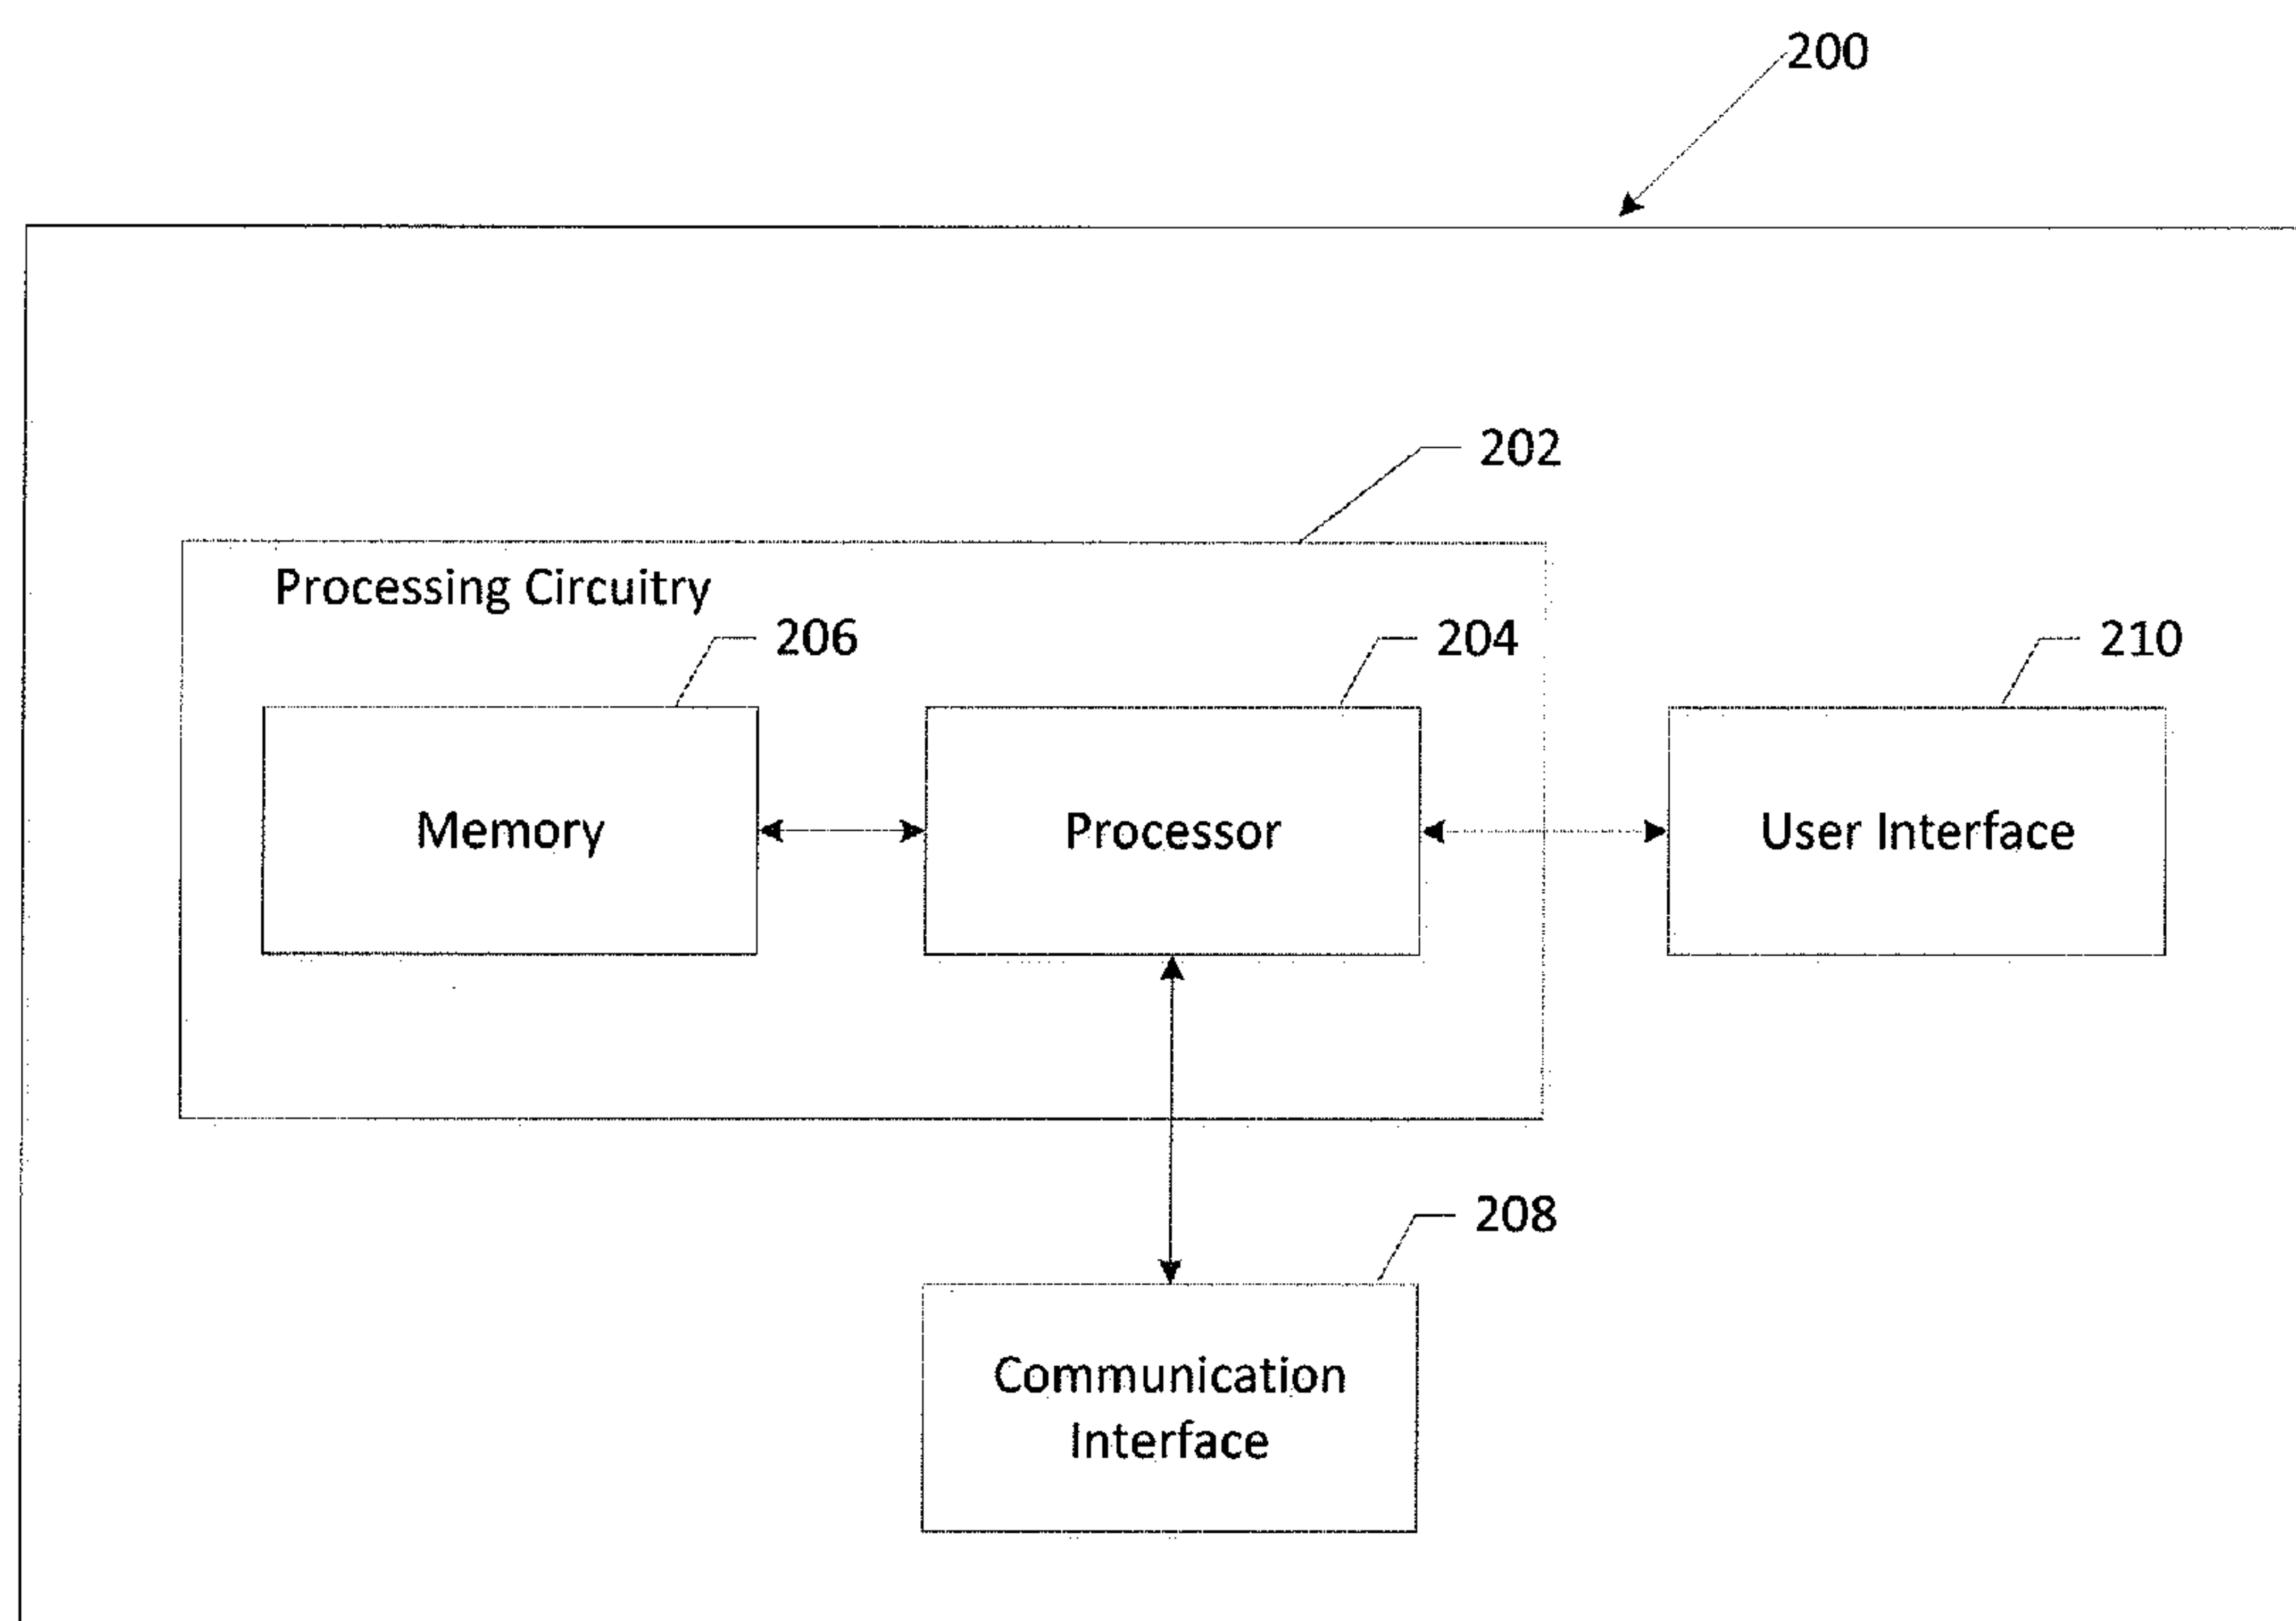 200
202
Processing Circuitry
206
204
210
Memory
Processor
User Interface
208
Communication
Interface